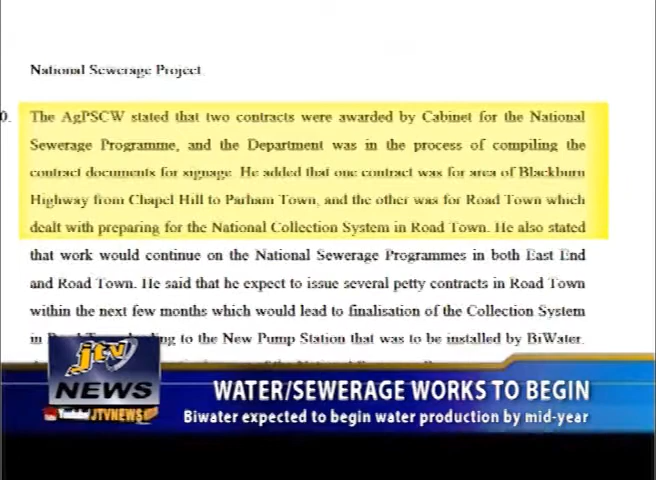 National Sewerage Project
0. The AgPSCW stated that two contracts were awarded by Cabinet for the National
Sewerage Programme, and the Department was in the process of compiling the
contract documents for signage. He added that one contract was for area of Blackburn
Highway from Chapel Hill to Parham Town, and the other was for Road Town which
dealt with preparing for the National Collection System in Road Town. He also stated
that work would continue on the National Sewerage Programmes in both East End
and Road Town. He said that he expect to issue several petty contracts in Road Town
within the next few months which would lead to finalisation of the Collection System
in Road to the New Pump Station that was to be installed by BiWater.
jtv
NEWS
YouTube/JTVNEWS
WATER/SEWERAGE WORKS TO BEGIN
Biwater expected to begin water production by mid-year